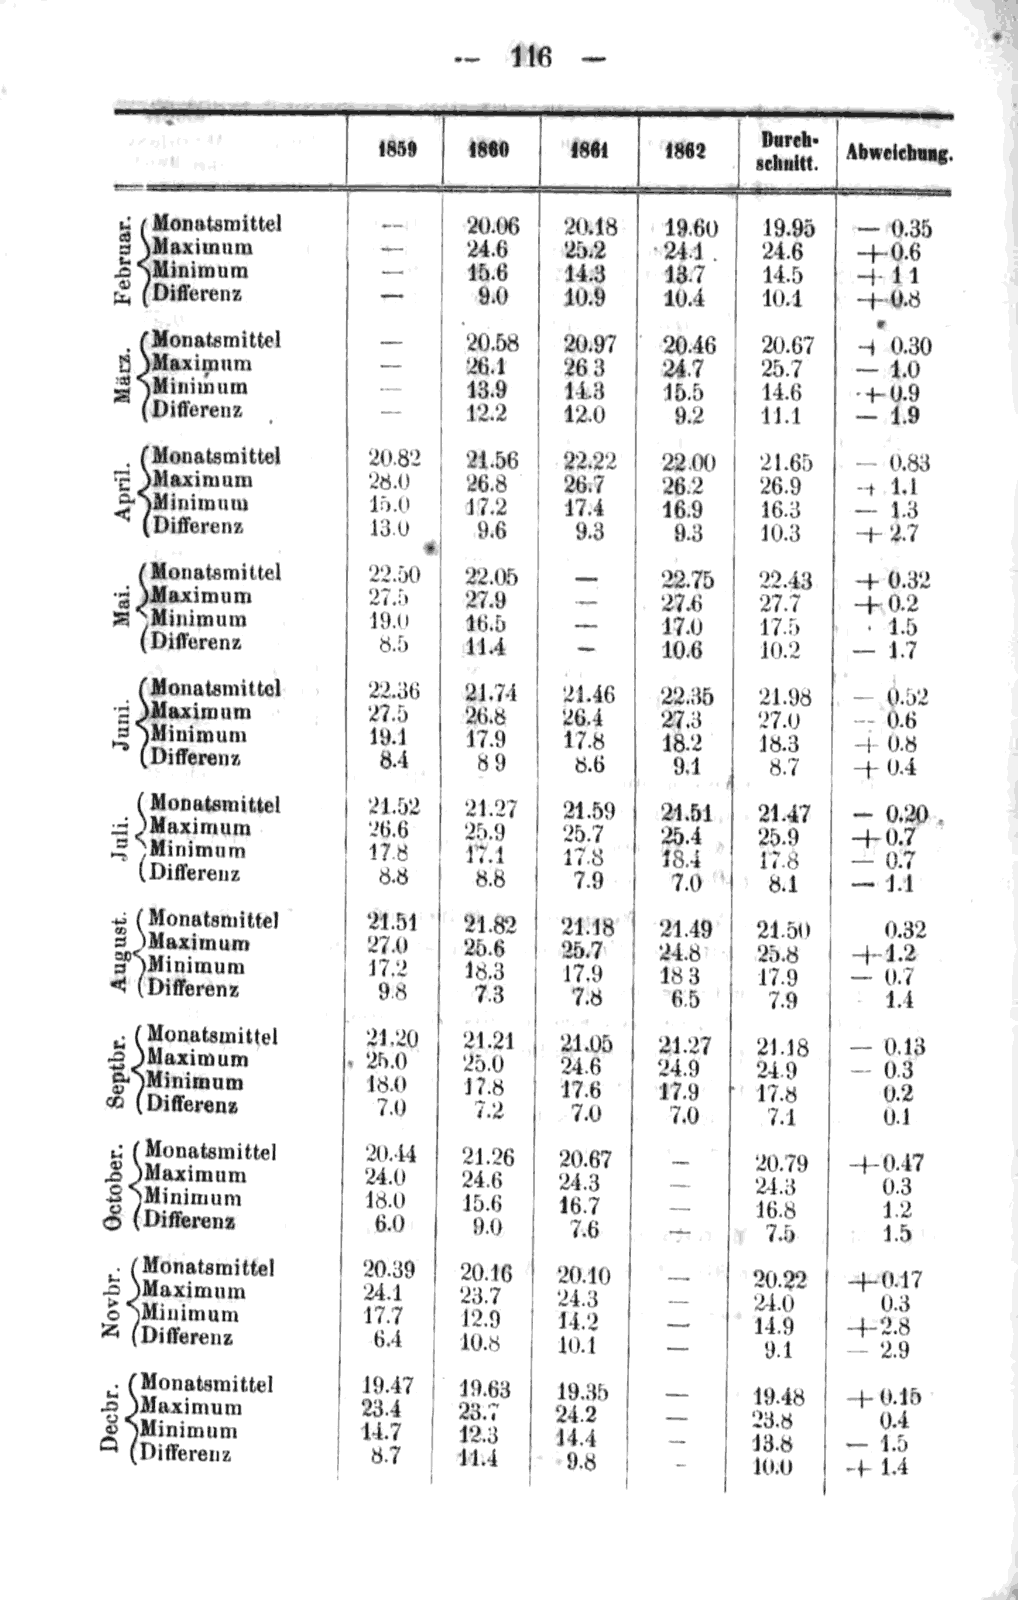 -- 116 —
1859 1860 1861 1862 Durch-schnitt. Abweichung.
Februar.
Monatsmittel — 20.06 20.18 19.60 19.95 — 0.35
Maximum — 24.6 25.2 24.1 24.6 + 0.6
Minimum — 15.6 14.3 13.7 14.5 + 1 1
Differenz — 9.0 10.9 10.4 10.1 + 0.8
März.
Monatsmittel — 20.58 20.97 20.46 20.67 + 0.30
Maximum — 26.1 26 3 24.7 25.7 — 1.0
Minimum — 13.9 14.3 15.5 14.6 + 0.9
Differenz — 12.2 12.0 9.2 11.1 — 1.9
April.
Monatsmittel 20.82 21.56 22.22 22.00 21.65 — 0.83
Maximum 28.0 26.8 26.7 26.2 26.9 + 1.1
Minimum 15.0 17.2 17.4 16.9 16.3 — 1.3
Differenz 13.0 9.6 9.3 9.3 10.3 + 2.7
Mai.
Monatsmittel 22.50 22.05 — 22.75 22.43 + 0.32
Maximum 27.5 27.9 — 27.6 27.7 + 0.2
Minimum 19.0 16.5 — 17.0 17.5 1.5
Differenz 8.5 11.4 — 10.6 10.2 — 1.7
Juni.
Monatsmittel 22.36 21.74 21.46 22.35 21.98 — 0.52
Maximum 27.5 26.8 26.4 27.3 27.0 — 0.6
Minimum 19.1 17.9 17.8 18.2 18.3 + 0.8
Differenz 8.4 8 9 8.6 9.1 8.7 + 0.4
Juli.
Monatsmittel 21.52 21.27 21.59 21.51 21.47 — 0.20
Maximum 26.6 25.9 25.7 25.4 25.9 + 0.7
Minimum 17.8 17.1 17.8 18.4 17.8 — 0.7
Differenz 8.8 8.8 7.9 7.0 8.1 — 1.1
August.
Monatsmittel 21.51 21.82 21.18 21.49 21.50 0.32
Maximum 27.0 25.6 25.7 24.8 25.8 + 1.2
Minimum 17.2 18.3 17.9 18 3 17.9 — 0.7
Differenz 9.8 7.3 7.8 6.5 7.9 1.4
Septbr.
Monatsmittel 21.20 21.21 21.05 21.27 21.18 — 0.13
Maximum 25.0 25.0 24.6 24.9 24.9 — 0.3
Minimum 18.0 17.8 17.6 17.9 17.8 0.2
Differenz 7.0 7.2 7.0 7.0 7.1 0.1
October.
Monatsmittel 20.44 21.26 20.67 — 20.79 + 0.47
Maximum 24.0 24.6 24.3 — 24.3 0.3
Minimum 18.0 15.6 16.7 — 16.8 1.2
Differenz 6.0 9.0 7.6 — 7.5 1.5
Novbr.
Monatsmittel 20.39 20.16 20.10 — 20.22 + 0.17
Maximum 24.1 23.7 24.3 — 24.0 0.3
Minimum 17.7 12.9 14.2 — 14.9 + 2.8
Differenz 6.4 10.8 10.1 — 9.1 — 2.9
Decbr.
Monatsmittel 19.47 19.63 19.35 — 19.48 + 0.15
Maximum 23.4 23.7 24.2 — 23.8 0.4
Minimum 14.7 12.3 14.4 — 13.8 — 1.5
Differenz 8.7 11.4 9.8 - 10.0 + 1.4